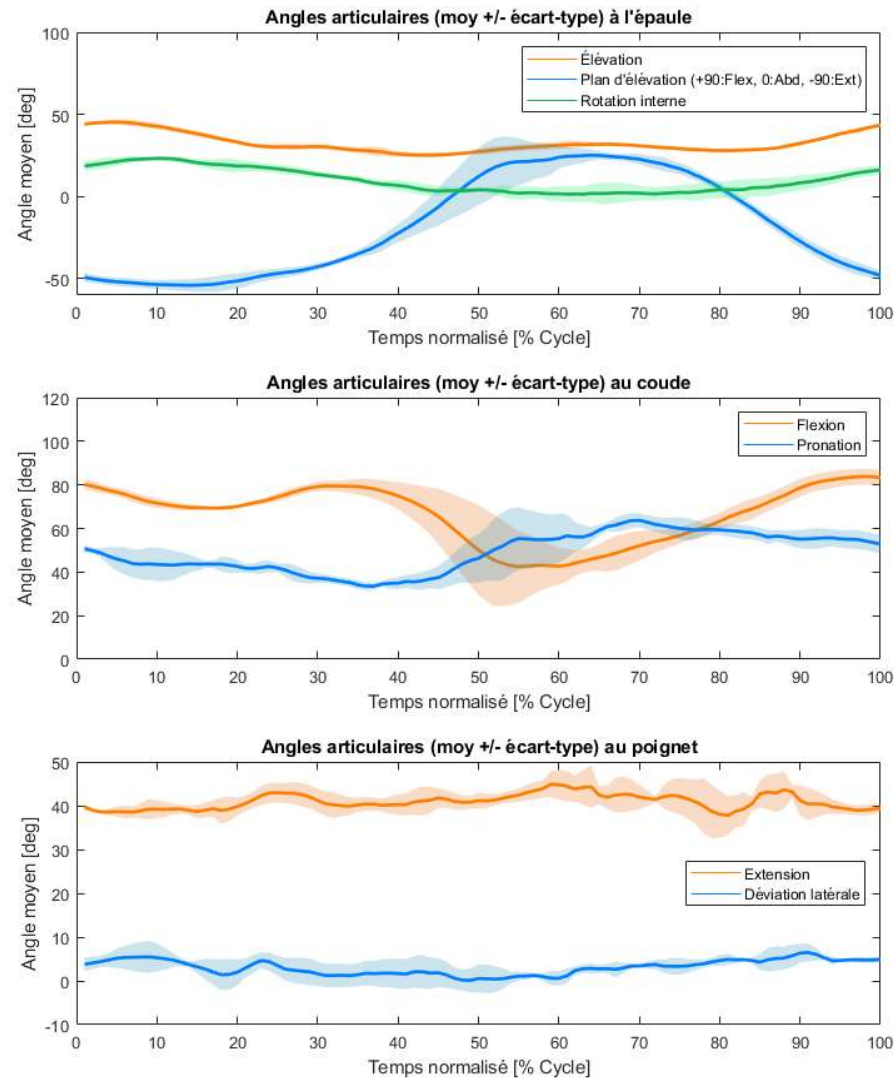 Angles articulaires (moy +/- écart-type) à l'épaule
100
50
0
-50
Angle moyen [deg]
Élévation
Plan d'élévation (+90:Flex, 0:Abd, -90:Ext)
Rotation interne
0 10 20 30 40 50 60 70 80 90 100
Temps normalisé [% Cycle]
Angles articulaires (moy +/- écart-type) au coude
120
100
80
60
40
20
0
Angle moyen [deg]
Flexion
Pronation
0 10 20 30 40 50 60 70 80 90 100
Temps normalisé [% Cycle]
Angles articulaires (moy +/- écart-type) au poignet
50
40
30
20
10
0
-10
Angle moyen [deg]
Extension
Déviation latérale
0 10 20 30 40 50 60 70 80 90 100
Temps normalisé [% Cycle]